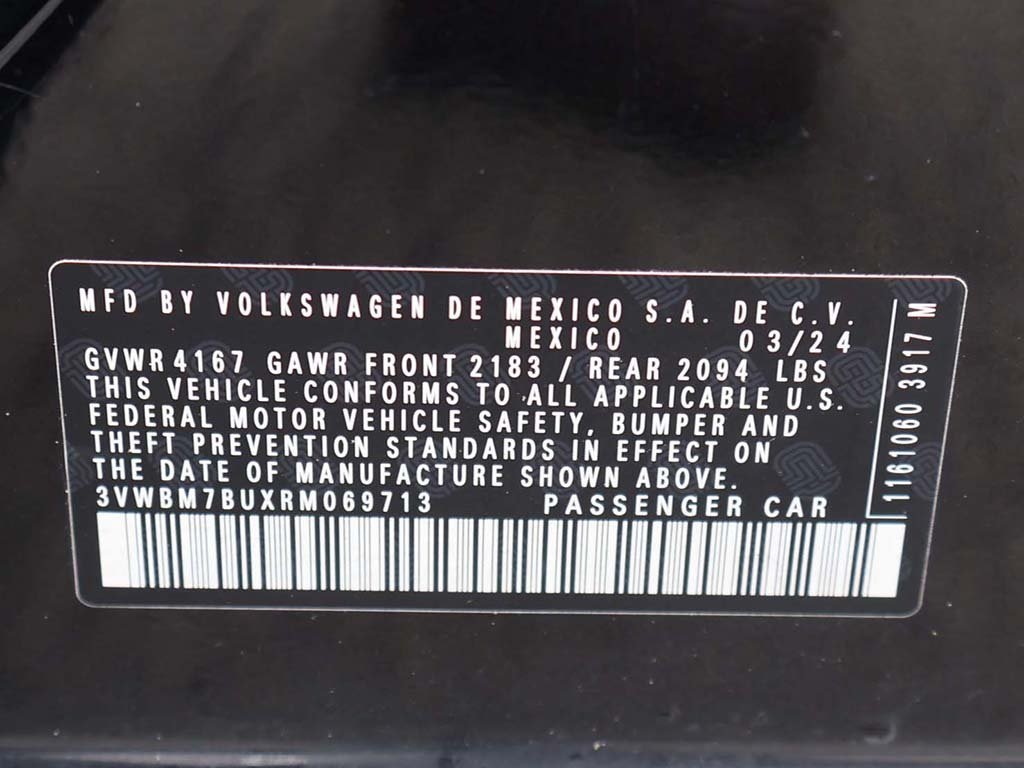 MFD BY VOLKSWAGEN DE MEXICO S.A. DE C.V.
MEXICO 03/24
GVWR 4167 GAWR FRONT 2183 / REAR 2094 LBS
THIS VEHICLE CONFORMS TO ALL APPLICABLE U.S.
FEDERAL MOTOR VEHICLE SAFETY, BUMPER AND
THEFT PREVENTION STANDARDS IN EFFECT ON
THE DATE OF MANUFACTURE SHOWN ABOVE.
3VWBM7BUXRM069713 PASSENGER CAR
1161060 3917 M